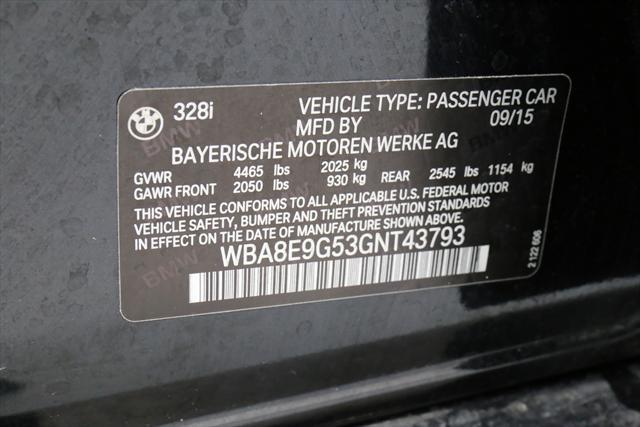 BMW 328i VEHICLE TYPE: PASSENGER CAR
MFD BY 09/15
BAYERISCHE MOTOREN WERKE AG
GVWR 4465 lbs 2025 kg
GAWR FRONT 2050 lbs 930 kg REAR 2545 lbs 1154 kg
THIS VEHICLE CONFORMS TO ALL APPLICABLE U.S. FEDERAL MOTOR
VEHICLE SAFETY, BUMPER AND THEFT PREVENTION STANDARDS
IN EFFECT ON THE DATE OF MANUFACTURE SHOWN ABOVE.
WBA8E9G53GNT43793
2 122 606